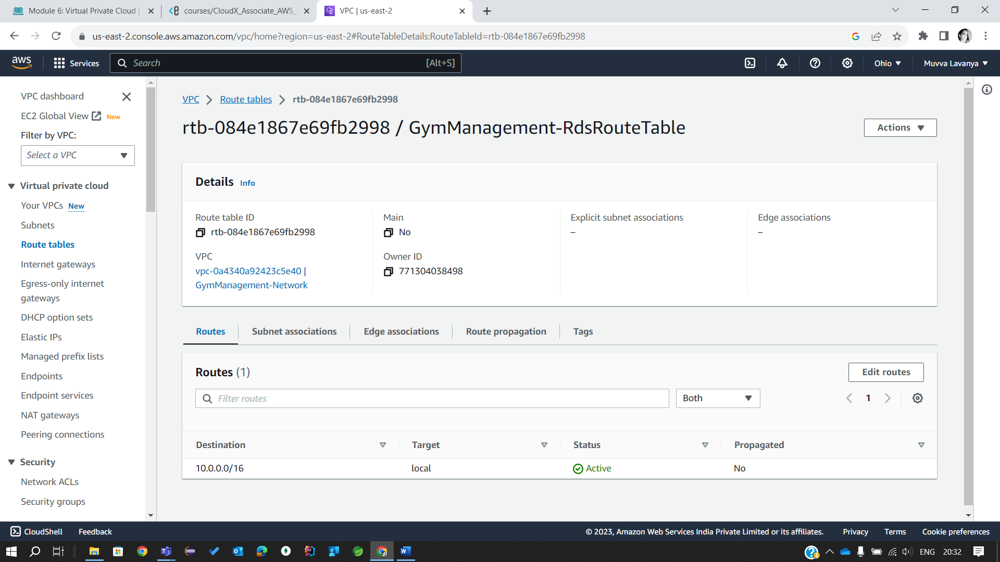 Module 6: Virtual Private Cloud |
courses/CloudX_Associate_AWS_
VPC | us-east-2
us-east-2.console.aws.amazon.com/vpc/home?region=us-east-2#RouteTableDetails:RouteTableId=rtb-084e1867e69fb2998
aws
Services
Search
[Alt+S]
Ohio
Muvva Lavanya
VPC dashboard
EC2 Global View New
Filter by VPC:
Select a VPC
Virtual private cloud
Your VPCs New
Subnets
Route tables
Internet gateways
Egress-only internet
gateways
DHCP option sets
Elastic IPs
Managed prefix lists
Endpoints
Endpoint services
NAT gateways
Peering connections
Security
Network ACLs
Security groups
VPC
Route tables
rtb-084e1867e69fb2998
rtb-084e1867e69fb2998 / GymManagement-RdsRouteTable
Actions
Details Info
Route table ID
rtb-084e1867e69fb2998
Main
No
Explicit subnet associations
–
Edge associations
–
VPC
vpc-0a4340a92423c5e40 |
GymManagement-Network
Owner ID
771304038498
Routes
Subnet associations
Edge associations
Route propagation
Tags
Routes (1)
Edit routes
Filter routes
Both
1
Destination
Target
Status
Propagated
10.0.0.0/16
local
Active
No
CloudShell
Feedback
© 2023, Amazon Web Services India Private Limited or its affiliates.
Privacy
Terms
Cookie preferences
ENG
20:32